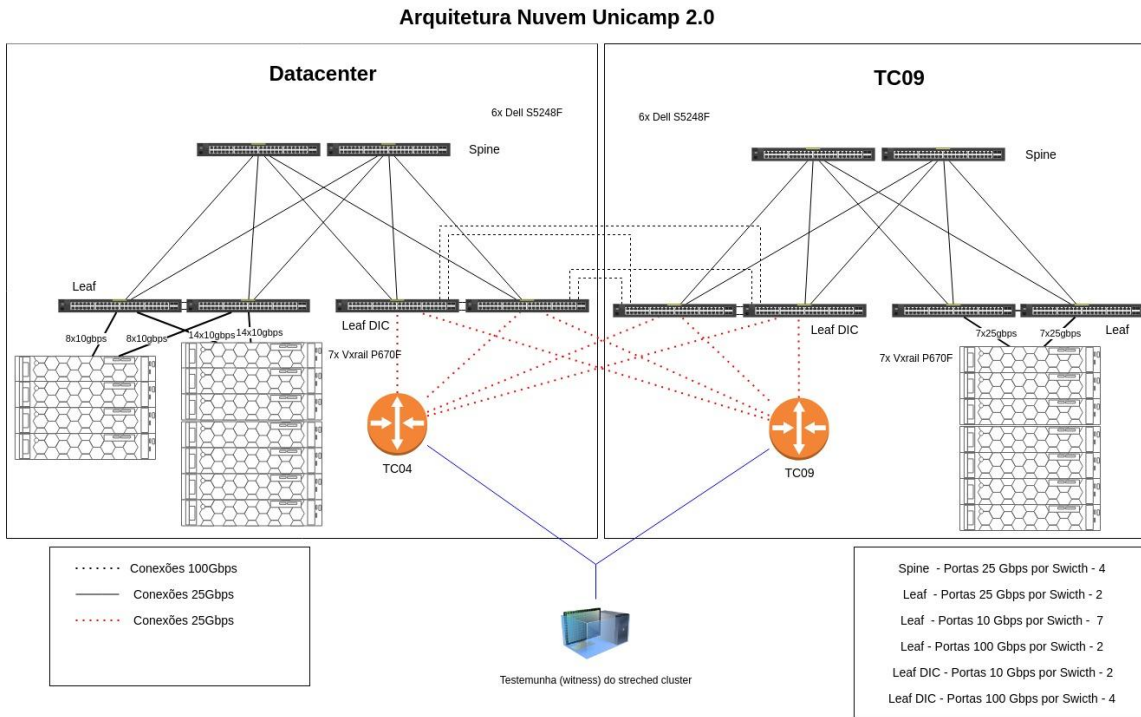 Arquitetura Nuvem Unicamp 2.0
Datacenter
6x Dell S5248F
Spine
Leaf
Leaf DIC
8x10gbps
8x10gbps
14x10gbps
14x10gbps
7x Vxrail P670F
TC04
TC09
6x Dell S5248F
Spine
Leaf DIC
Leaf
7x25gbps
7x25gbps
7x Vxrail P670F
TC09
Conexões 100Gbps
Conexões 25Gbps
Conexões 25Gbps
Testemunha (witness) do streched cluster
Spine - Portas 25 Gbps por Swicth - 4
Leaf - Portas 25 Gbps por Swicth - 2
Leaf - Portas 10 Gbps por Swicth - 7
Leaf - Portas 100 Gbps por Swicth - 2
Leaf DIC - Portas 10 Gbps por Swicth - 2
Leaf DIC - Portas 100 Gbps por Swicth - 4